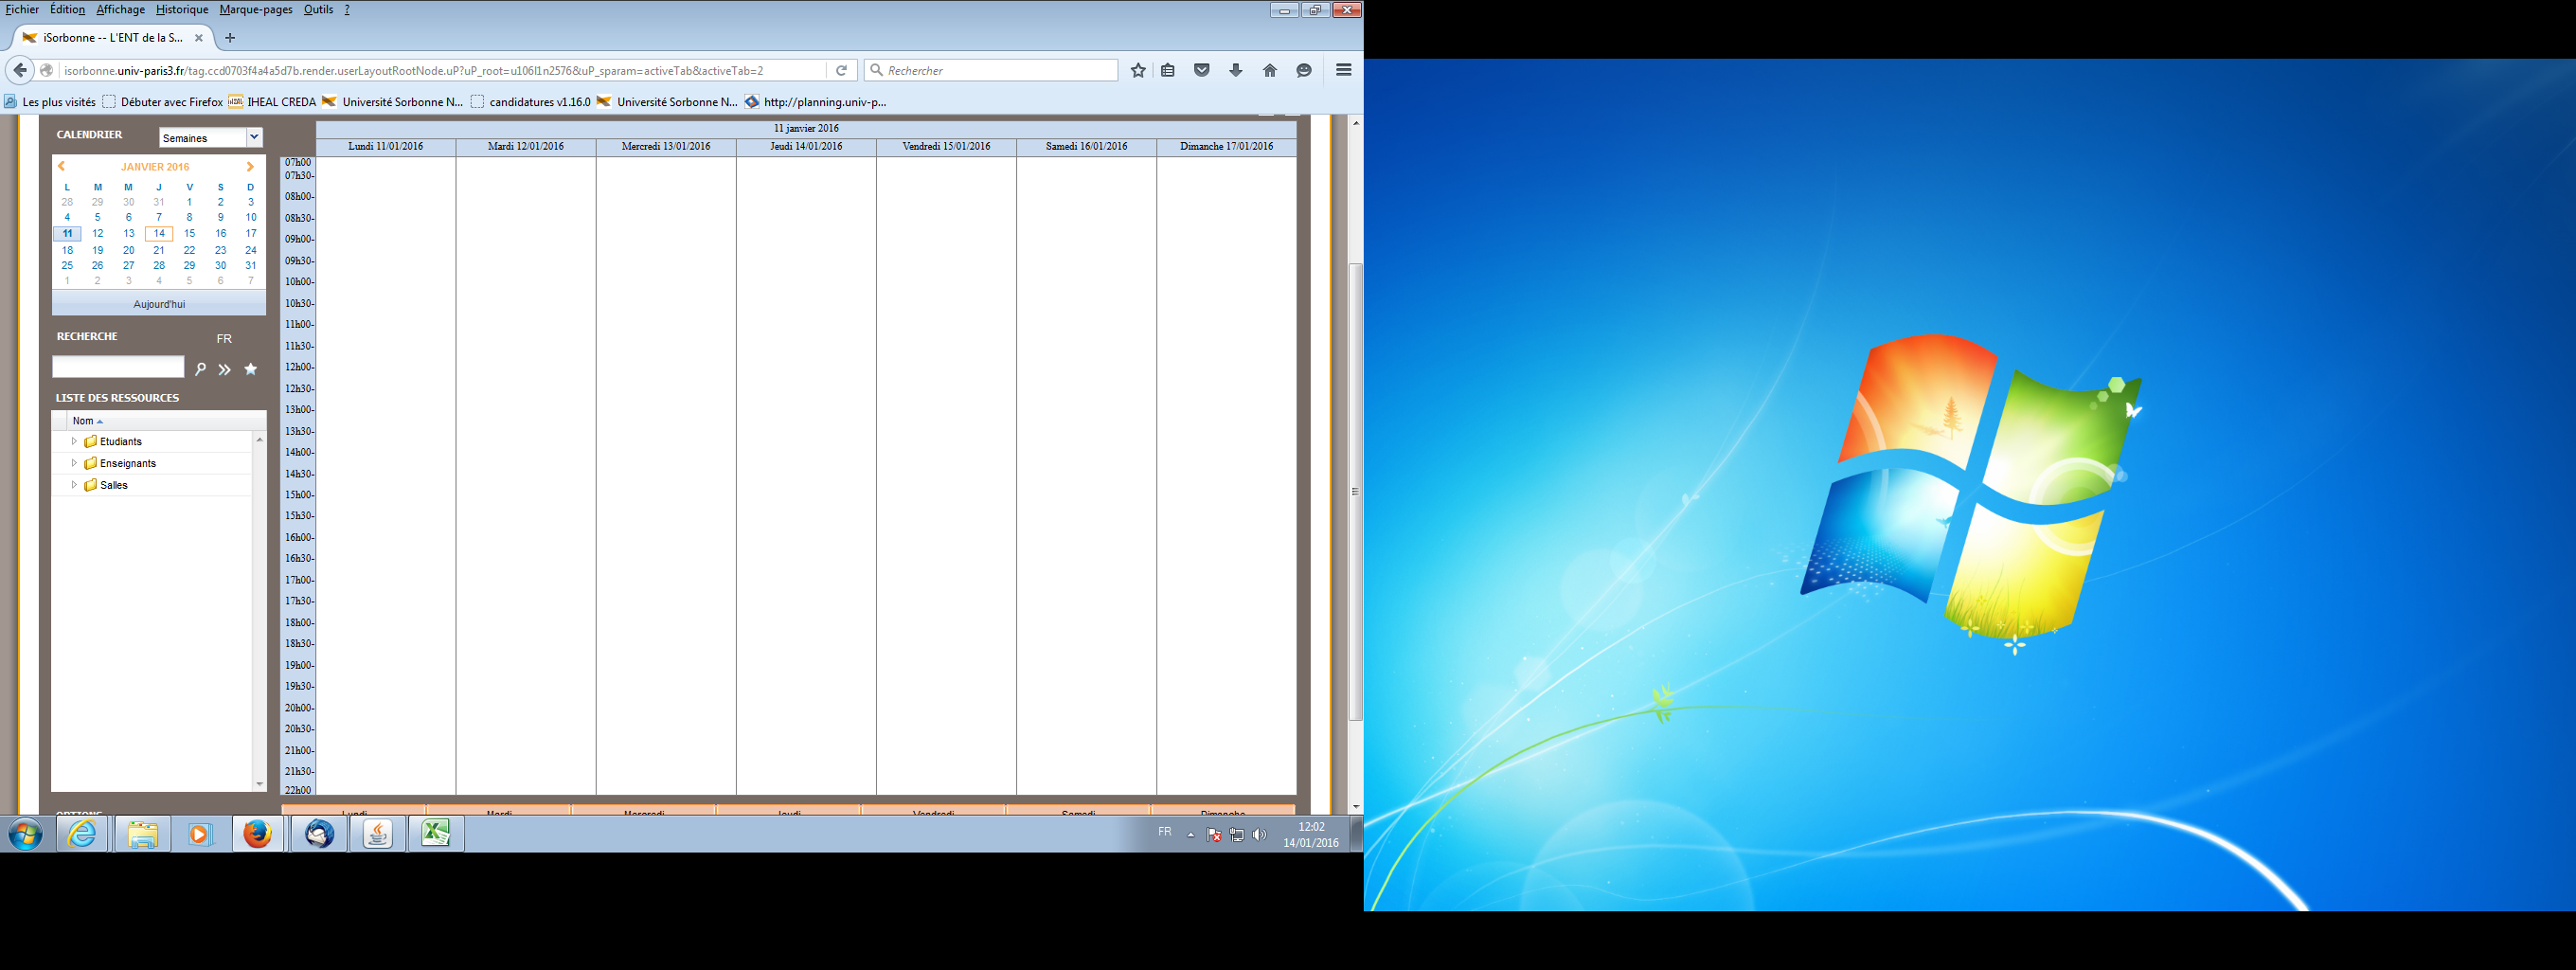 Fichier Édition Affichage Historique Marque-pages Outils ?
iSorbonne -- L'ENT de la S...
isorbonne.univ-paris3.fr/tag.ccd0703f4a4a5d7b.render.userLayoutRootNode.uP?uP_root=u106l1n2576&uP_sparam=activeTab&activeTab=2
Rechercher
Les plus visités Débuter avec Firefox IHEAL CREDA Université Sorbonne N... candidatures v1.16.0 Université Sorbonne N... http://planning.univ-p...
CALENDRIER Semaines
JANVIER 2016
L M M J V S D
28 29 30 31 1 2 3
4 5 6 7 8 9 10
11 12 13 14 15 16 17
18 19 20 21 22 23 24
25 26 27 28 29 30 31
1 2 3 4 5 6 7
Aujourd'hui
RECHERCHE FR
LISTE DES RESSOURCES
Nom
Etudiants
Enseignants
Salles
11 janvier 2016
Lundi 11/01/2016 Mardi 12/01/2016 Mercredi 13/01/2016 Jeudi 14/01/2016 Vendredi 15/01/2016 Samedi 16/01/2016 Dimanche 17/01/2016
07h00
07h30-
08h00-
08h30-
09h00-
09h30-
10h00-
10h30-
11h00-
11h30-
12h00-
12h30-
13h00-
13h30-
14h00-
14h30-
15h00-
15h30-
16h00-
16h30-
17h00-
17h30-
18h00-
18h30-
19h00-
19h30-
20h00-
20h30-
21h00-
21h30-
22h00
OPTIONS
Lundi Mardi Mercredi Jeudi Vendredi Samedi Dimanche
FR
12:02
14/01/2016